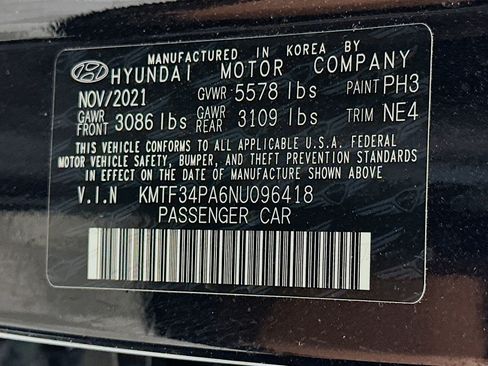 MANUFACTURED IN KOREA BY
HYUNDAI MOTOR COMPANY
NOV/2021 GVWR 5578 lbs PAINT PH3
GAWR FRONT 3086 lbs GAWR REAR 3109 lbs TRIM NE4
THIS VEHICLE CONFORMS TO ALL APPLICABLE U.S.A. FEDERAL
MOTOR VEHICLE SAFETY, BUMPER, AND THEFT PREVENTION STANDARDS
IN EFFECT ON THE DATE OF MANUFACTURE SHOWN ABOVE.
V.I.N KMTF34PA6NU096418
PASSENGER CAR